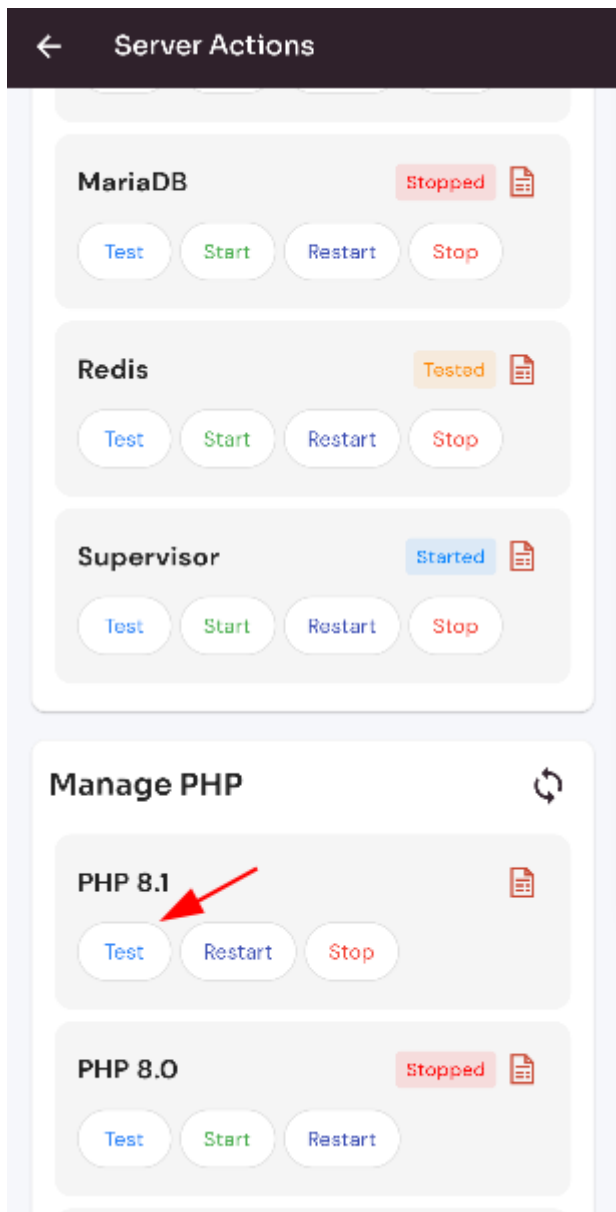 Server Actions
MariaDB Stopped
Test Start Restart Stop
Redis Tested
Test Start Restart Stop
Supervisor Started
Test Start Restart Stop
Manage PHP
PHP 8.1
Test Restart Stop
PHP 8.0 Stopped
Test Start Restart